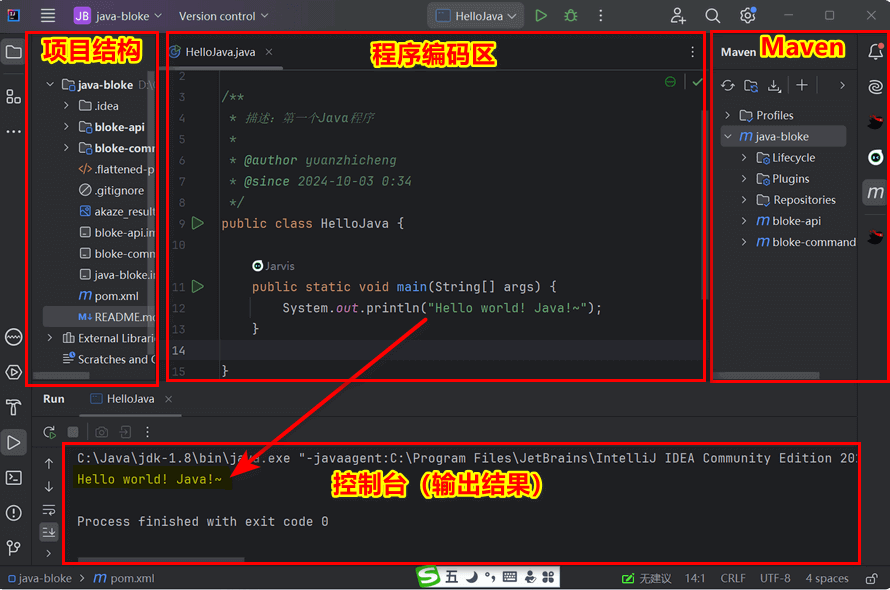 JB java-bloke Version control HelloJava
项目结构
java-bloke
.idea
bloke-api
bloke-comm
.flattened-p
.gitignore
akaze_result
bloke-api.im
bloke-comm
java-bloke.i
pom.xml
README.m
External Librari
Scratches and C
HelloJava.java
程序编码区
2
3 /**
4 * 描述：第一个Java程序
5 *
6 * @author yuanzhicheng
7 * @since 2024-10-03 0:34
8 */
9 public class HelloJava {
10
Jarvis
11 public static void main(String[] args) {
12 System.out.println("Hello world! Java!~");
13 }
14
15 }
Maven Maven
Profiles
java-bloke
Lifecycle
Plugins
Repositories
bloke-api
bloke-command
Run HelloJava
C:\Java\jdk-1.8\bin\java.exe "-javaagent:C:\Program Files\JetBrains\IntelliJ IDEA Community Edition 20
Hello world! Java!~
控制台（输出结果）
Process finished with exit code 0
java-bloke > pom.xml
五
无建议 14:1 CRLF UTF-8 4 spaces